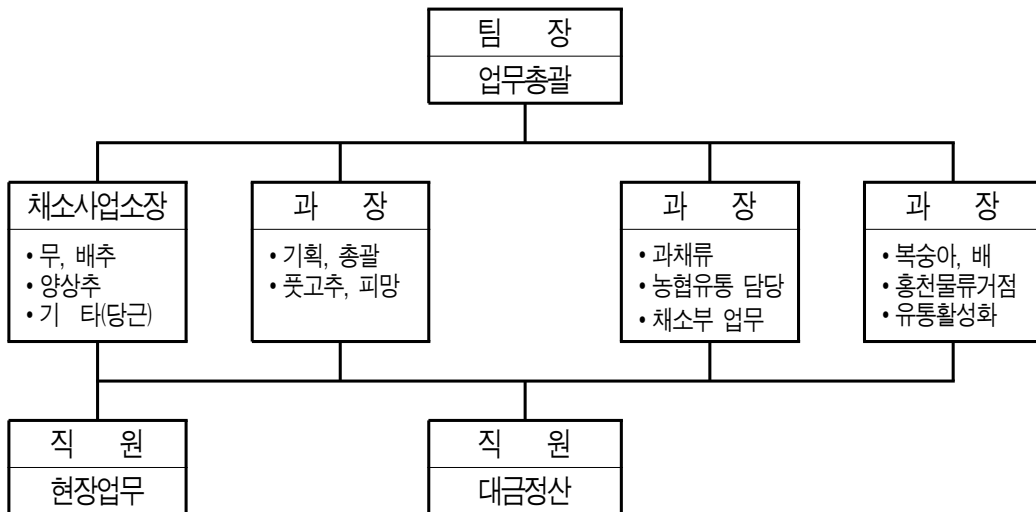 팀 장
업무총괄
채소사업소장
• 무, 배추
• 양상추
• 기 타(당근)
과 장
• 기획, 총괄
• 풋고추, 피망
과 장
• 과채류
• 농협유통 담당
• 채소부 업무
과 장
• 복숭아, 배
• 홍천물류거점
• 유통활성화
직 원
현장업무
직 원
대금정산